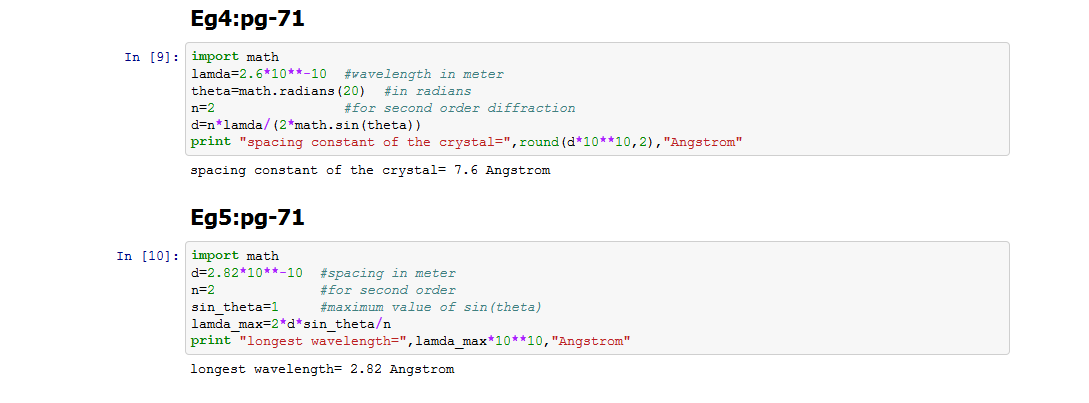 Eg4:pg-71
In [9]: import math
lamda=2.6*10**-10  #wavelength in meter
theta=math.radians(20)  #in radians
n=2                #for second order diffraction
d=n*lamda/(2*math.sin(theta))
print "spacing constant of the crystal=",round(d*10**10,2),"Angstrom"
spacing constant of the crystal= 7.6 Angstrom
Eg5:pg-71
In [10]: import math
d=2.82*10**-10  #spacing in meter
n=2             #for second order
sin_theta=1     #maximum value of sin(theta)
lamda_max=2*d*sin_theta/n
print "longest wavelength=",lamda_max*10**10,"Angstrom"
longest wavelength= 2.82 Angstrom